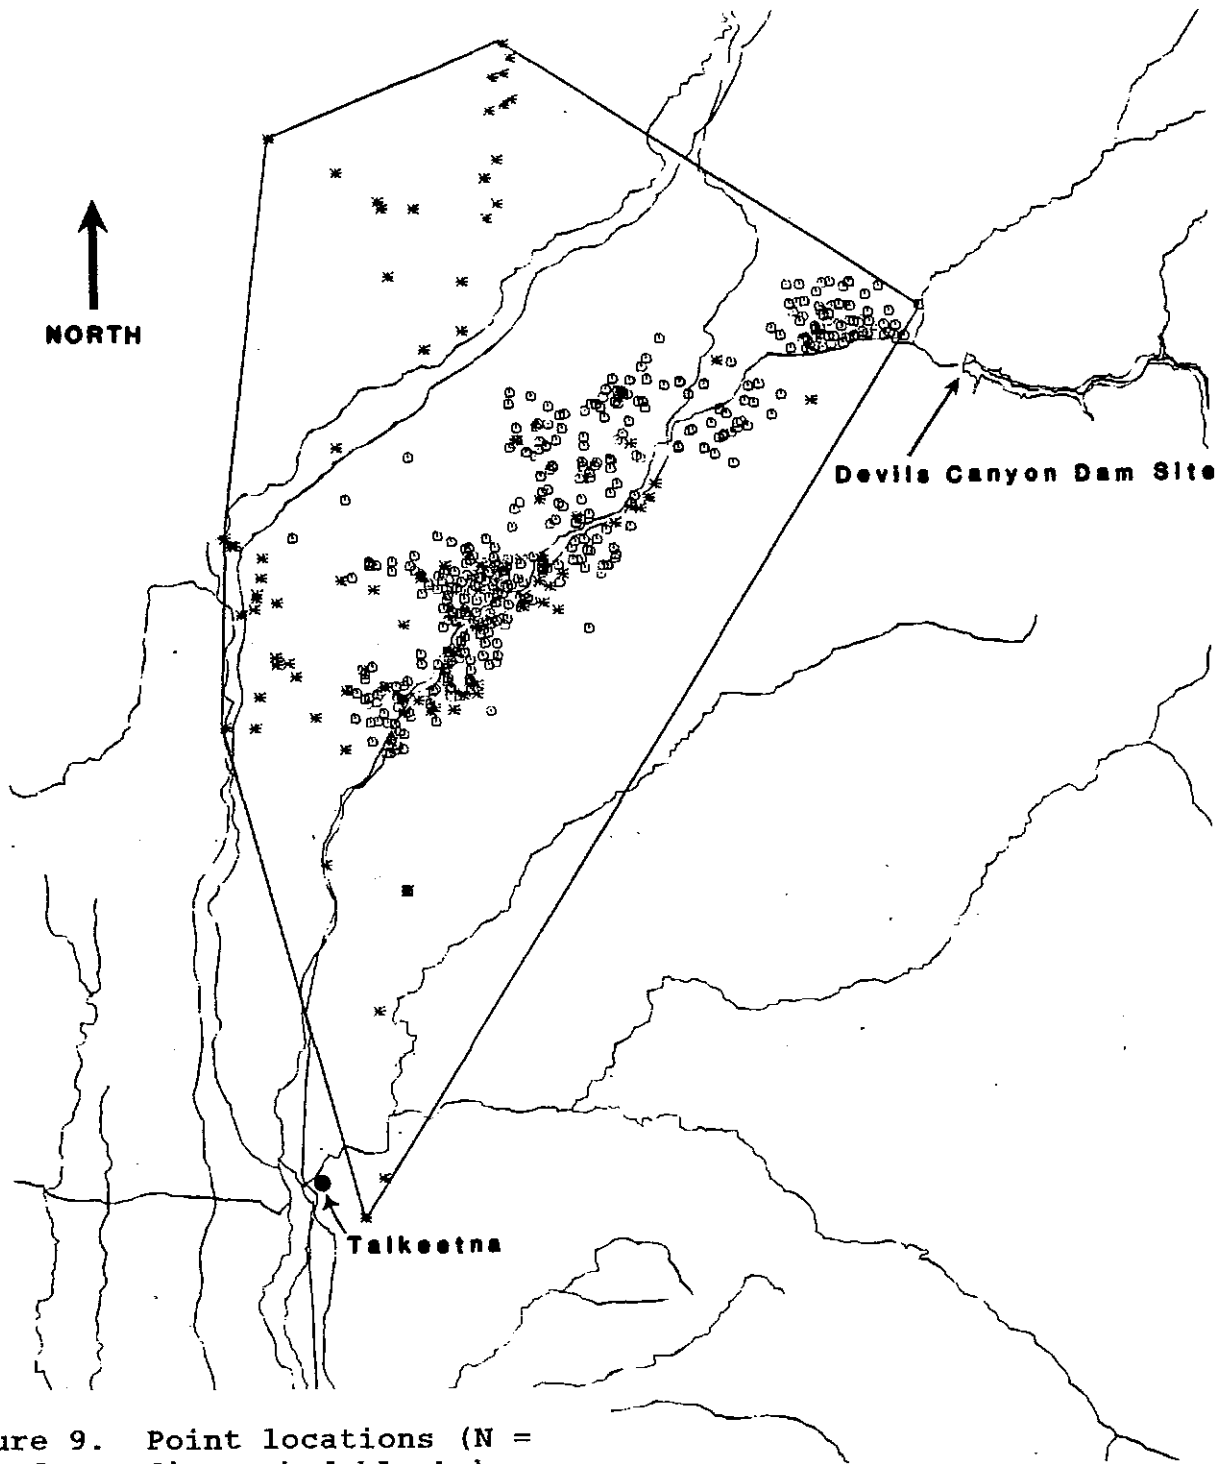 NORTH
Devils Canyon Dam Site
Talkeetna
ure 9. Point locations (N =